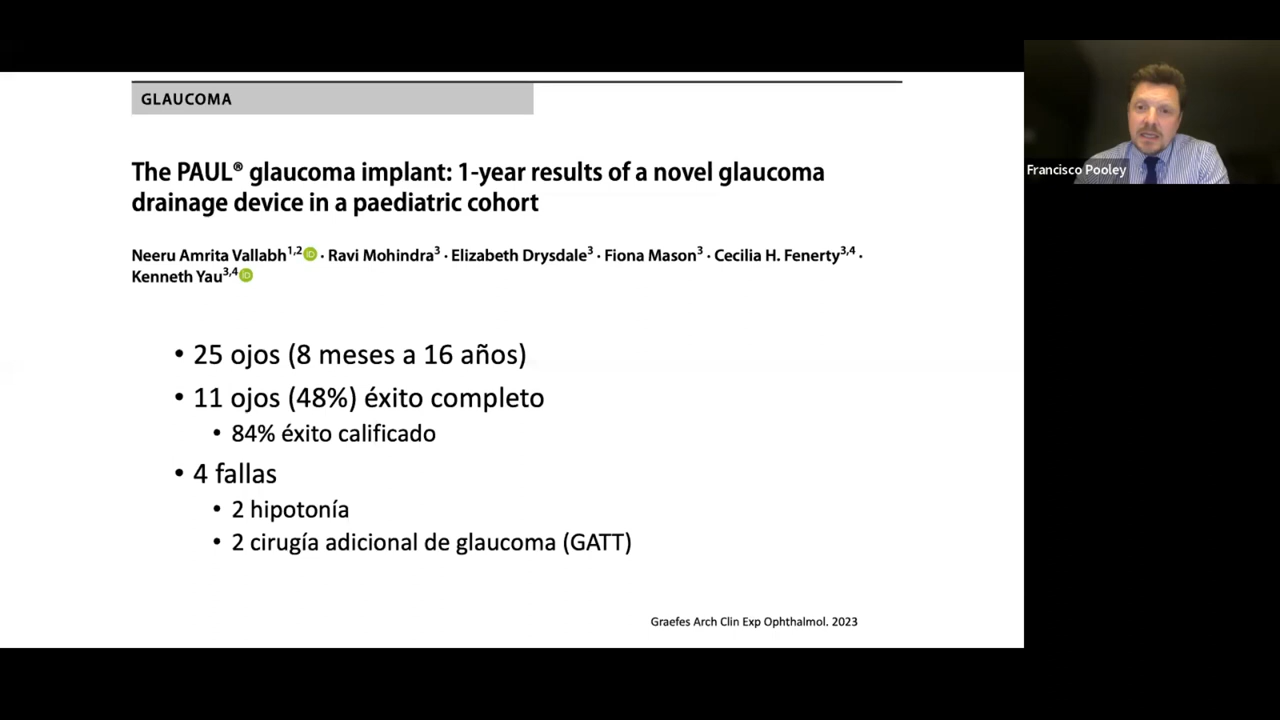 GLAUCOMA
The PAUL® glaucoma implant: 1-year results of a novel glaucoma
drainage device in a paediatric cohort
Neeru Amrita Vallabh1,2 · Ravi Mohindra3 · Elizabeth Drysdale3 · Fiona Mason3 · Cecilia H. Fenerty3,4 ·
Kenneth Yau3,4
• 25 ojos (8 meses a 16 años)
• 11 ojos (48%) éxito completo
• 84% éxito calificado
• 4 fallas
• 2 hipotonía
• 2 cirugía adicional de glaucoma (GATT)
Graefes Arch Clin Exp Ophthalmol. 2023
Francisco Pooley